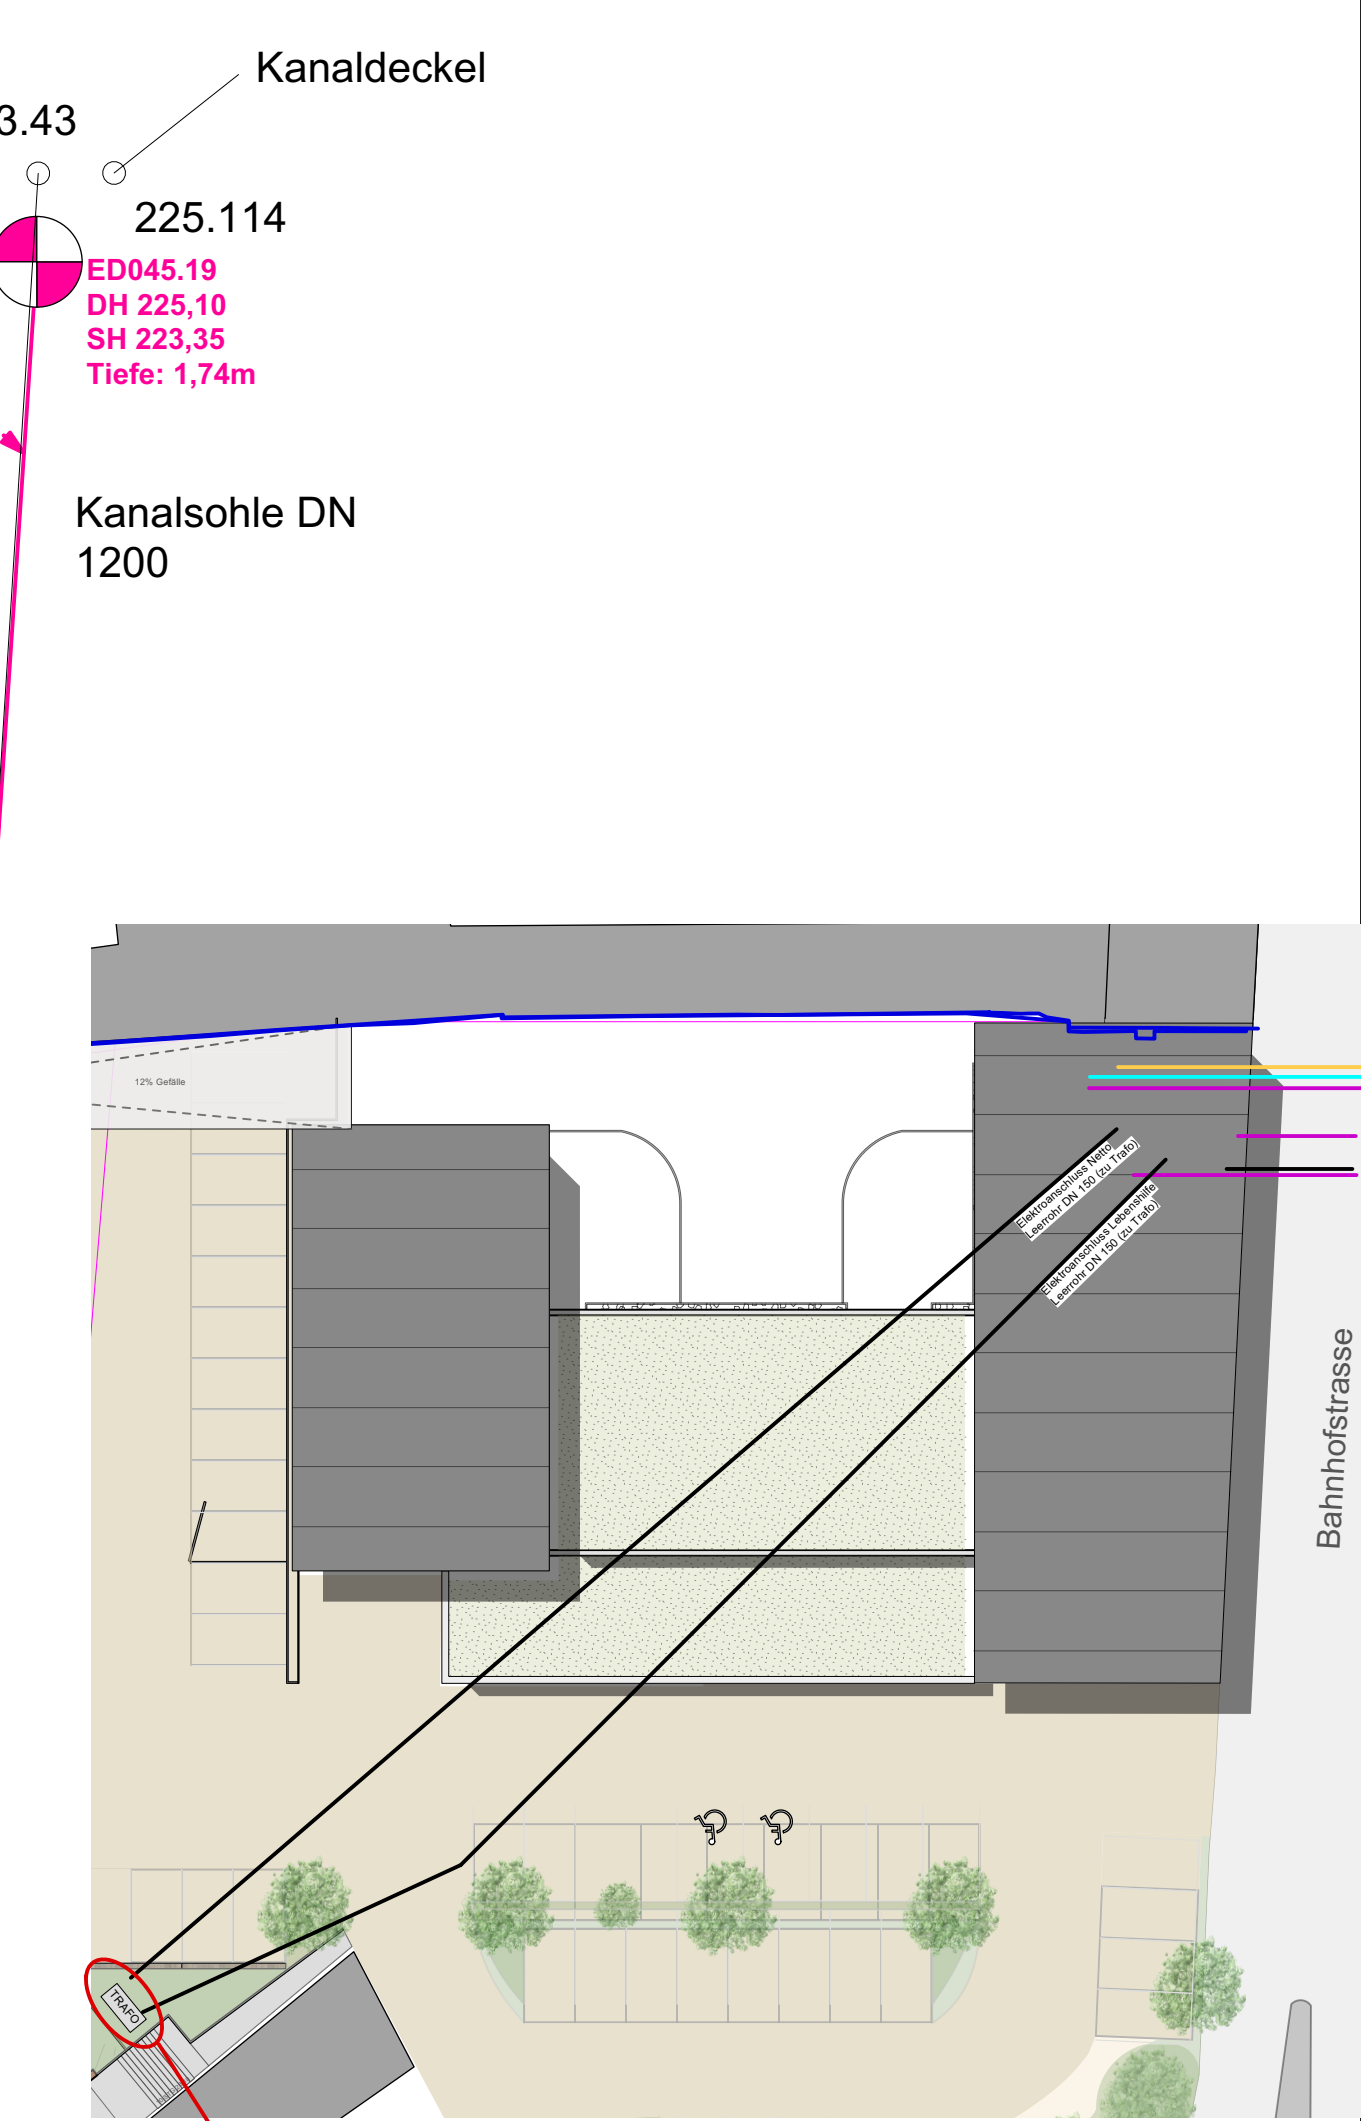 Kanaldeckel
3.43
225.114
ED045.19
DH 225,10
SH 223,35
Tiefe: 1,74m
Kanalsohle DN
1200
12% Gefälle
Elektroanschluss Netto
Leerrohr DN 150 (zu Trafo)
Elektroanschluss Lebenshilfe
Leerrohr DN 150 (zu Trafo)
Bahnhofstrasse
TRAFO